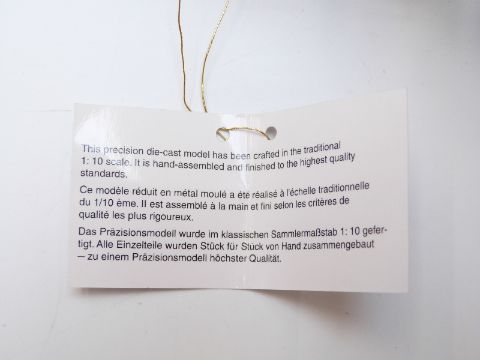 This precision die-cast model has been crafted in the traditional
1: 10 scale. It is hand-assembled and finished to the highest quality
standards.
Ce modèle réduit en métal moulé a été réalisé à l'échelle traditionnelle
du 1/10 ème. Il est assemblé à la main et fini selon les critères de
qualité les plus rigoureux.
Das Präzisionsmodell wurde im klassischen Sammlermaßstab 1: 10 gefer-
tigt. Alle Einzelteile wurden Stück für Stück von Hand zusammengebaut
— zu einem Präzisionsmodell höchster Qualität.